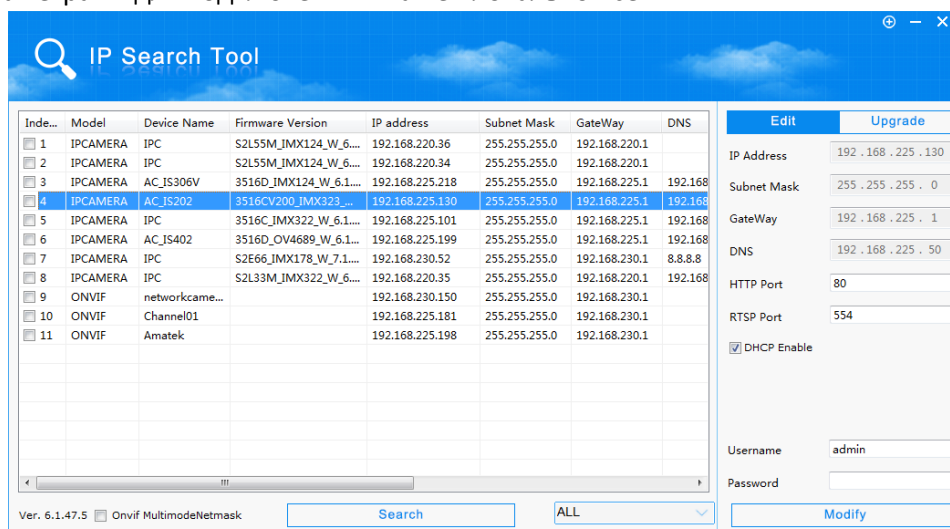 IP Search Tool
Inde... Model Device Name Firmware Version IP address Subnet Mask GateWay DNS
1 IPCAMERA IPC S2L55M_IMX124_W_6.... 192.168.220.36 255.255.255.0 192.168.220.1
2 IPCAMERA IPC S2L55M_IMX124_W_6.... 192.168.220.34 255.255.255.0 192.168.220.1
3 IPCAMERA AC_IS306V 3516D_IMX124_W_6.1.... 192.168.225.218 255.255.255.0 192.168.225.1 192.168
4 IPCAMERA AC_IS202 3516CV200_IMX323_... 192.168.225.130 255.255.255.0 192.168.225.1 192.168
5 IPCAMERA IPC 3516C_IMX322_W_6.1.... 192.168.225.101 255.255.255.0 192.168.225.1 192.168
6 IPCAMERA AC_IS402 3516D_OV4689_W_6.1... 192.168.225.199 255.255.255.0 192.168.225.1 192.168
7 IPCAMERA IPC S2E66_IMX178_W_7.1.... 192.168.230.52 255.255.255.0 192.168.230.1 8.8.8.8
8 IPCAMERA IPC S2L33M_IMX322_W_6.... 192.168.220.35 255.255.255.0 192.168.220.1 192.168
9 ONVIF networkcame... 192.168.230.150 255.255.255.0 192.168.230.1
10 ONVIF Channel01 192.168.225.181 255.255.255.0 192.168.230.1
11 ONVIF Amatek 192.168.225.198 255.255.255.0 192.168.230.1
Ver. 6.1.47.5 Onvif MultimodeNetmask Search ALL
Edit Upgrade
IP Address 192 . 168 . 225 . 130
Subnet Mask 255 . 255 . 255 . 0
GateWay 192 . 168 . 225 . 1
DNS 192 . 168 . 225 . 50
HTTP Port 80
RTSP Port 554
DHCP Enable
Username admin
Password
Modify